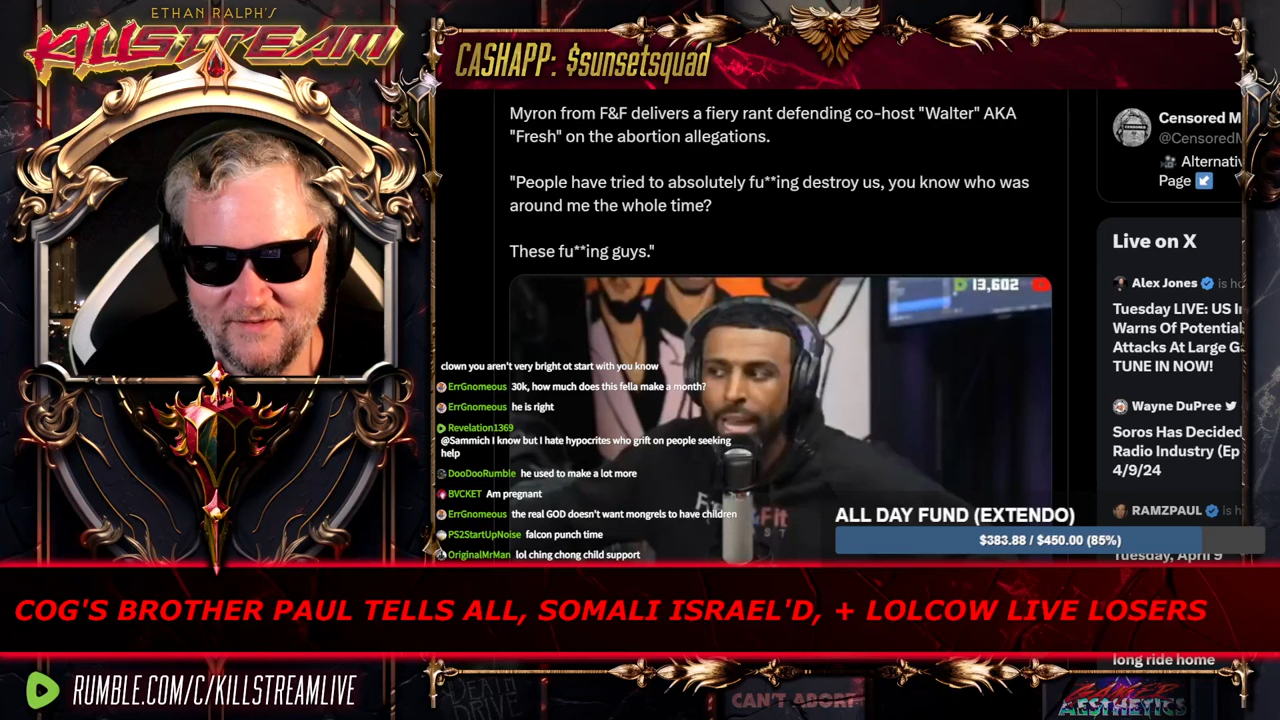 ETHAN RALPH'S
KILLSTREAM
CASHAPP: $sunsetsquad
Myron from F&F delivers a fiery rant defending co-host "Walter" AKA
"Fresh" on the abortion allegations.
"People have tried to absolutely fu**ing destroy us, you know who was
around me the whole time?
These fu**ing guys."
13,602
clown you aren't very bright ot start with you know
ErrGnomeous 30k, how much does this fella make a month?
ErrGnomeous he is right
Revelation1369
@Sammich I know but I hate hypocrites who grift on people seeking
help
DooDooRumble he used to make a lot more
BVCKET Am pregnant
ErrGnomeous the real GOD doesn't want mongrels to have children
PS2StartUpNoise falcon punch time
OriginalMrMan lol ching chong child support
Censored M
@CensoredM
Alternativ
Page
Live on X
Alex Jones is ho
Tuesday LIVE: US In
Warns Of Potential
Attacks At Large G
TUNE IN NOW!
Wayne DuPree
Soros Has Decided
Radio Industry (Ep
4/9/24
RAMZPAUL is h
Tuesday, April 9
long ride home
ALL DAY FUND (EXTENDO)
$383.88 / $450.00 (85%)
COG'S BROTHER PAUL TELLS ALL, SOMALI ISRAEL'D, + LOLCOW LIVE LOSERS
RUMBLE.COM/C/KILLSTREAMLIVE
DEATH
DRIVE
CAN'T ABORT
AESTHETICS